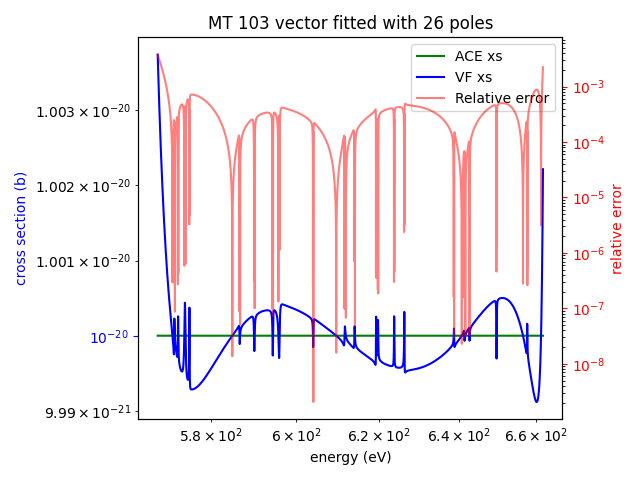 MT 103 vector fitted with 26 poles
ACE xs
VF xs
Relative error
1.003 × 10⁻²⁰
1.002 × 10⁻²⁰
1.001 × 10⁻²⁰
10⁻²⁰
9.99 × 10⁻²¹
cross section (b)
10⁻³
10⁻⁴
10⁻⁵
10⁻⁶
10⁻⁷
10⁻⁸
relative error
5.8 × 10² 6 × 10² 6.2 × 10² 6.4 × 10² 6.6 × 10²
energy (eV)